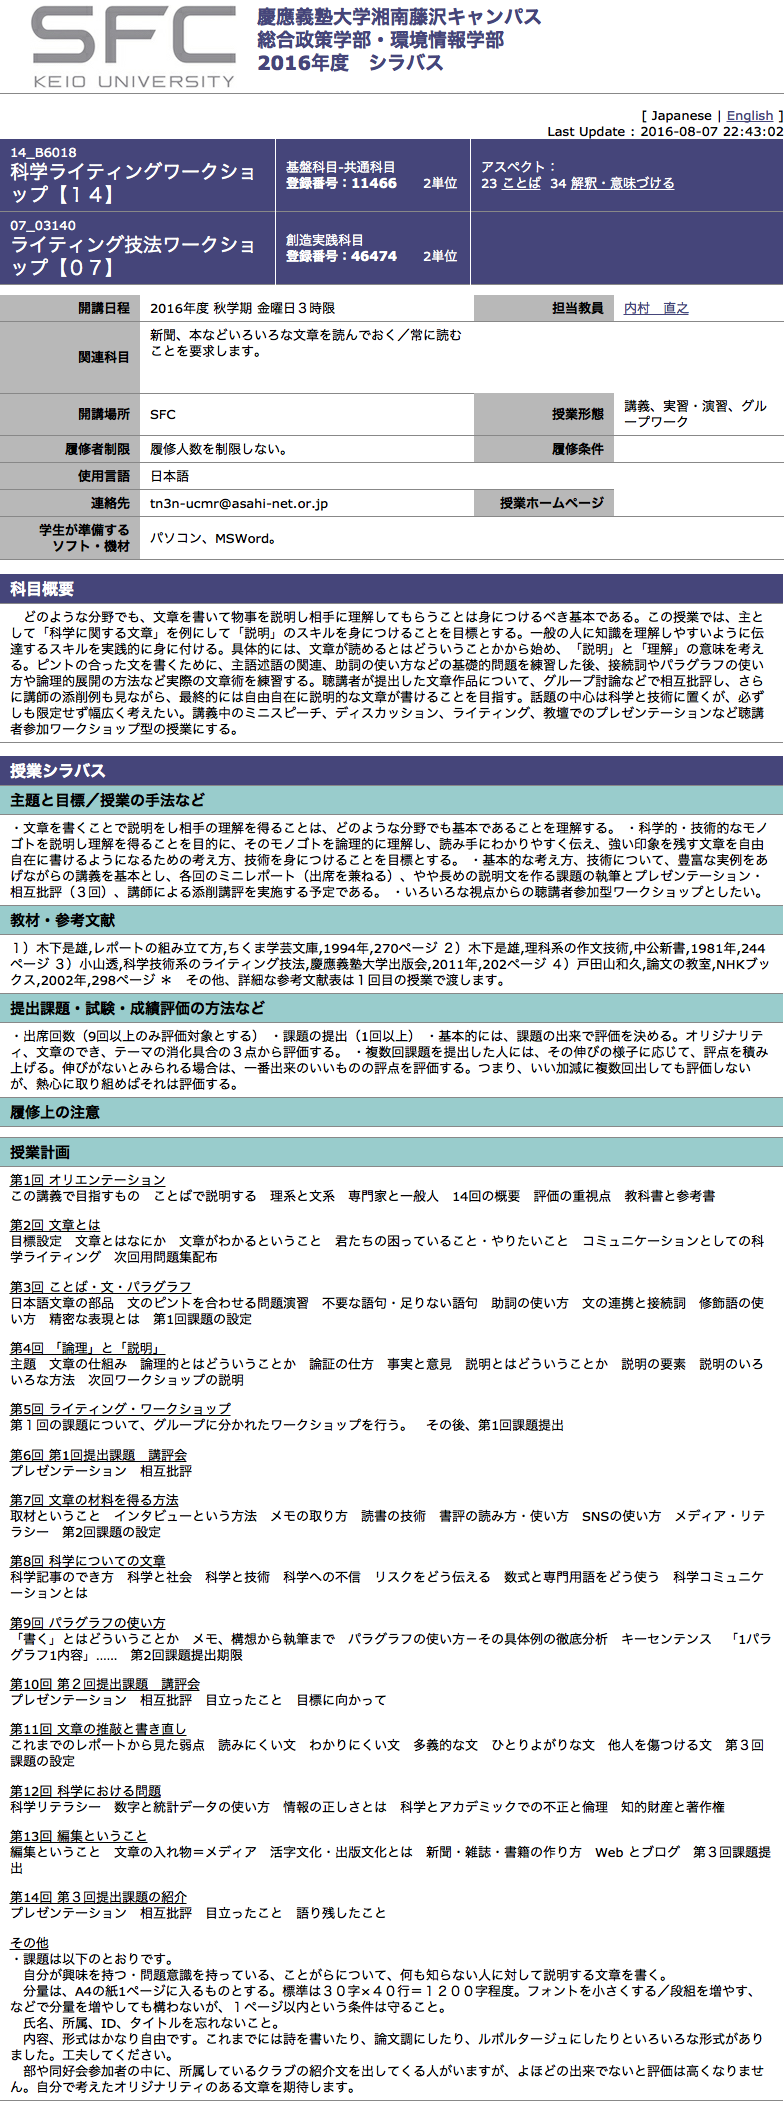 SFC
KEIO UNIVERSITY
慶應義塾大学湘南藤沢キャンパス
総合政策学部・環境情報学部
2016年度　シラバス
[ Japanese | English ]
Last Update : 2016-08-07 22:43:02
14_B6018
科学ライティングワークショ
ップ【１４】
基盤科目-共通科目
登録番号：11466　　2単位
アスペクト：
23 ことば  34 解釈・意味づける
07_03140
ライティング技法ワークショ
ップ【０７】
創造実践科目
登録番号：46474　　2単位
開講日程
2016年度 秋学期 金曜日３時限
担当教員
内村　直之
関連科目
新聞、本などいろいろな文章を読んでおく／常に読む
ことを要求します。
開講場所
SFC
授業形態
講義、実習・演習、グル
ープワーク
履修者制限
履修人数を制限しない。
履修条件
使用言語
日本語
連絡先
tn3n-ucmr@asahi-net.or.jp
授業ホームページ
学生が準備する
ソフト・機材
パソコン、MSWord。
科目概要
　どのような分野でも、文章を書いて物事を説明し相手に理解してもらうことは身につけるべき基本である。この授業では、主と
して「科学に関する文章」を例にして「説明」のスキルを身につけることを目標とする。一般の人に知識を理解しやすいように伝
達するスキルを実践的に身に付ける。具体的には、文章が読めるとはどういうことかから始め、「説明」と「理解」の意味を考え
る。ピントの合った文を書くために、主語述語の関連、助詞の使い方などの基礎的問題を練習した後、接続詞やパラグラフの使い
方や論理的展開の方法など実際の文章術を練習する。聴講者が提出した文章作品について、グループ討論などで相互批評し、さら
に講師の添削例も見ながら、最終的には自由自在に説明的な文章が書けることを目指す。話題の中心は科学と技術に置くが、必ず
しも限定せず幅広く考えたい。講義中のミニスピーチ、ディスカッション、ライティング、教壇でのプレゼンテーションなど聴講
者参加ワークショップ型の授業にする。
授業シラバス
主題と目標／授業の手法など
・文章を書くことで説明をし相手の理解を得ることは、どのような分野でも基本であることを理解する。 ・科学的・技術的なモノ
ゴトを説明し理解を得ることを目的に、そのモノゴトを論理的に理解し、読み手にわかりやすく伝え、強い印象を残す文章を自由
自在に書けるようになるための考え方、技術を身につけることを目標とする。 ・基本的な考え方、技術について、豊富な実例をあ
げながらの講義を基本とし、各回のミニレポート（出席を兼ねる）、やや長めの説明文を作る課題の執筆とプレゼンテーション・
相互批評（３回）、講師による添削講評を実施する予定である。 ・いろいろな視点からの聴講者参加型ワークショップとしたい。
教材・参考文献
１）木下是雄,レポートの組み立て方,ちくま学芸文庫,1994年,270ページ ２）木下是雄,理科系の作文技術,中公新書,1981年,244
ページ ３）小山透,科学技術系のライティング技法,慶應義塾大学出版会,2011年,202ページ ４）戸田山和久,論文の教室,NHKブッ
クス,2002年,298ページ ＊　その他、詳細な参考文献表は１回目の授業で渡します。
提出課題・試験・成績評価の方法など
・出席回数（9回以上のみ評価対象とする） ・課題の提出（1回以上） ・基本的には、課題の出来で評価を決める。オリジナリテ
ィ、文章のでき、テーマの消化具合の３点から評価する。 ・複数回課題を提出した人には、その伸びの様子に応じて、評点を積み
上げる。伸びがないとみられる場合は、一番出来のいいものの評点を評価する。つまり、いい加減に複数回出しても評価しない
が、熱心に取り組めばそれは評価する。
履修上の注意
授業計画
第1回 オリエンテーション
この講義で目指すもの　ことばで説明する　理系と文系　専門家と一般人　14回の概要　評価の重視点　教科書と参考書
第2回 文章とは
目標設定　文章とはなにか　文章がわかるということ　君たちの困っていること・やりたいこと　コミュニケーションとしての科
学ライティング　次回用問題集配布
第3回 ことば・文・パラグラフ
日本語文章の部品　文のピントを合わせる問題演習　不要な語句・足りない語句　助詞の使い方　文の連携と接続詞　修飾語の使
い方　精密な表現とは　第1回課題の設定
第4回 「論理」と「説明」
主題　文章の仕組み　論理的とはどういうことか　論証の仕方　事実と意見　説明とはどういうことか　説明の要素　説明のいろ
いろな方法　次回ワークショップの説明
第5回 ライティング・ワークショップ
第１回の課題について、グループに分かれたワークショップを行う。　その後、第1回課題提出
第6回 第1回提出課題　講評会
プレゼンテーション　相互批評
第7回 文章の材料を得る方法
取材ということ　インタビューという方法　メモの取り方　読書の技術　書評の読み方・使い方　SNSの使い方　メディア・リテ
ラシー　第2回課題の設定
第8回 科学についての文章
科学記事のでき方　科学と社会　科学と技術　科学への不信　リスクをどう伝える　数式と専門用語をどう使う　科学コミュニケ
ーションとは
第9回 パラグラフの使い方
「書く」とはどういうことか　メモ、構想から執筆まで　パラグラフの使い方－その具体例の徹底分析　キーセンテンス　「1パラ
グラフ1内容」……　第2回課題提出期限
第10回 第２回提出課題　講評会
プレゼンテーション　相互批評　目立ったこと　目標に向かって
第11回 文章の推敲と書き直し
これまでのレポートから見た弱点　読みにくい文　わかりにくい文　多義的な文　ひとりよがりな文　他人を傷つける文　第３回
課題の設定
第12回 科学における問題
科学リテラシー　数字と統計データの使い方　情報の正しさとは　科学とアカデミックでの不正と倫理　知的財産と著作権
第13回 編集ということ
編集ということ　文章の入れ物＝メディア　活字文化・出版文化とは　新聞・雑誌・書籍の作り方　Web とブログ　第３回課題提
出
第14回 第３回提出課題の紹介
プレゼンテーション　相互批評　目立ったこと　語り残したこと
その他
・課題は以下のとおりです。
　自分が興味を持つ・問題意識を持っている、ことがらについて、何も知らない人に対して説明する文章を書く。
　分量は、A4の紙1ページに入るものとする。標準は３０字×４０行＝１２００字程度。フォントを小さくする／段組を増やす、
などで分量を増やしても構わないが、１ページ以内という条件は守ること。
　氏名、所属、ID、タイトルを忘れないこと。
　内容、形式はかなり自由です。これまでには詩を書いたり、論文調にしたり、ルポルタージュにしたりといろいろな形式があり
ました。工夫してください。
　部や同好会参加者の中に、所属しているクラブの紹介文を出してくる人がいますが、よほどの出来でないと評価は高くなりませ
ん。自分で考えたオリジナリティのある文章を期待します。